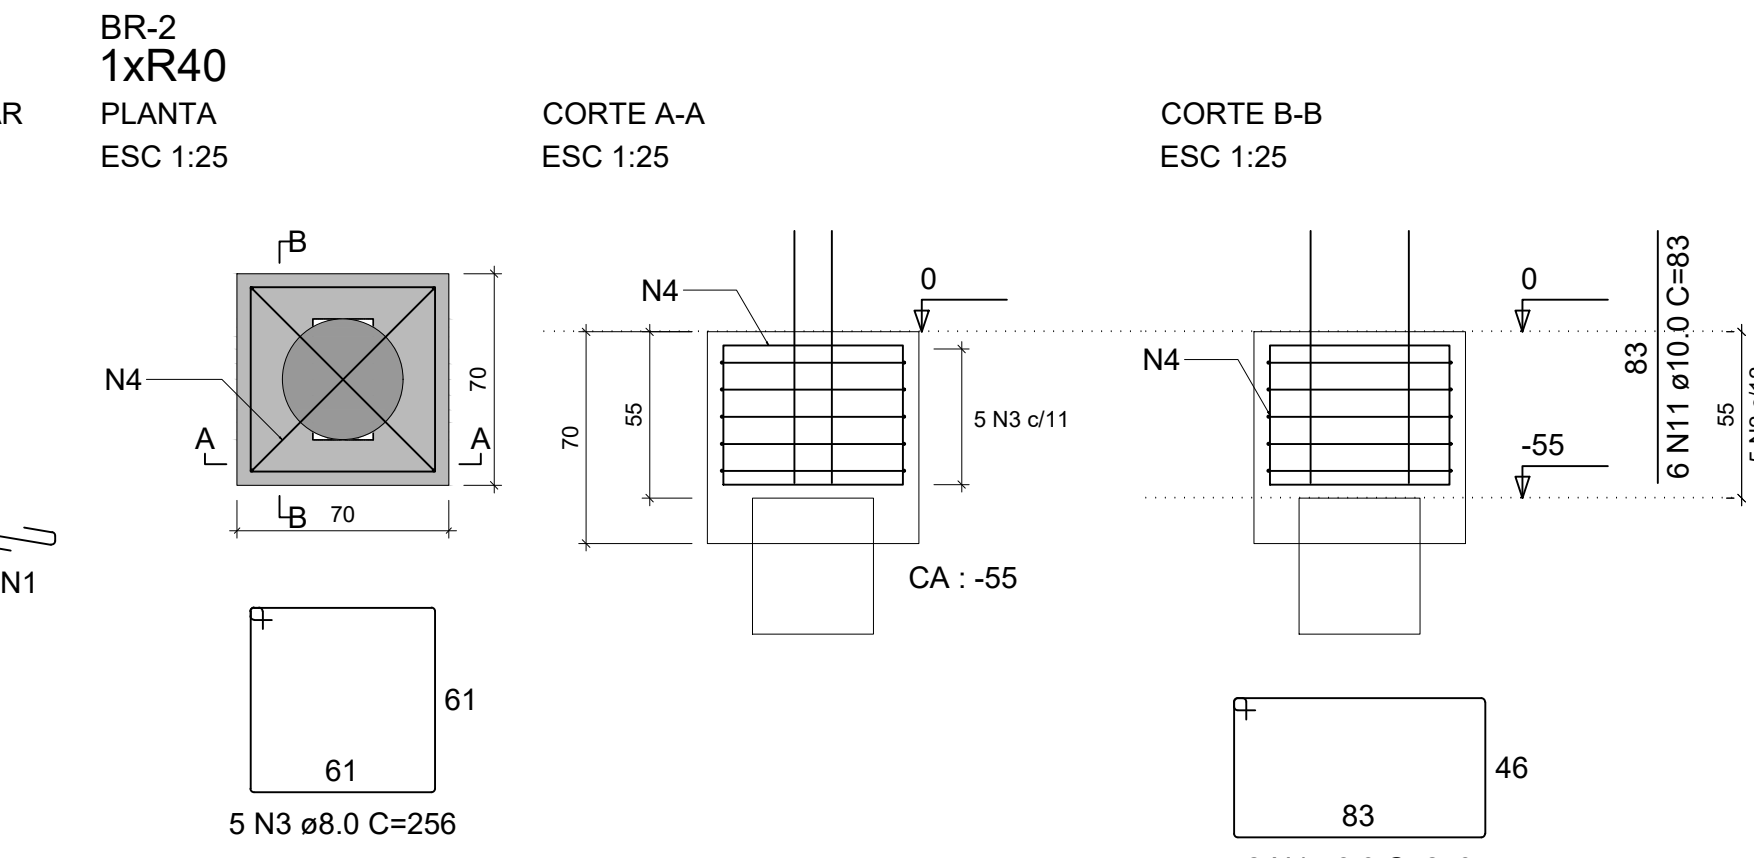 BR-2
1xR40
PLANTA
ESC 1:25
CORTE A-A
ESC 1:25
CORTE B-B
ESC 1:25
B
N4
A
A
70
B
70
N1
61
61
5 N3 ø8.0 C=256
N4
0
70
55
5 N3 c/11
CA : -55
N4
0
-55
83
6 N11 ø10.0 C=83
55
46
83